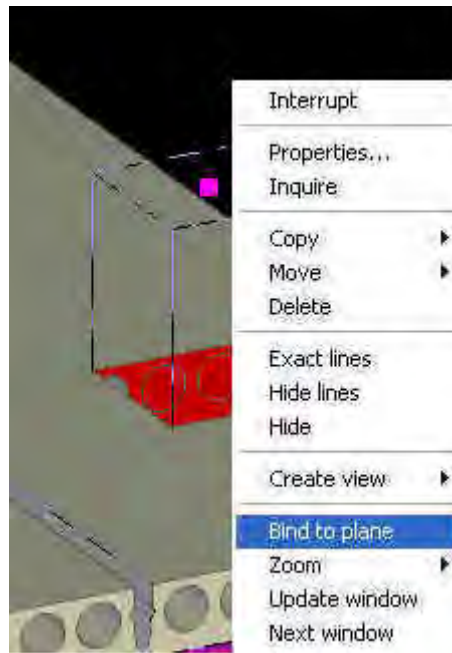 Interrupt
Properties...
Inquire
Copy
Move
Delete
Exact lines
Hide lines
Hide
Create view
Bind to plane
Zoom
Update window
Next window